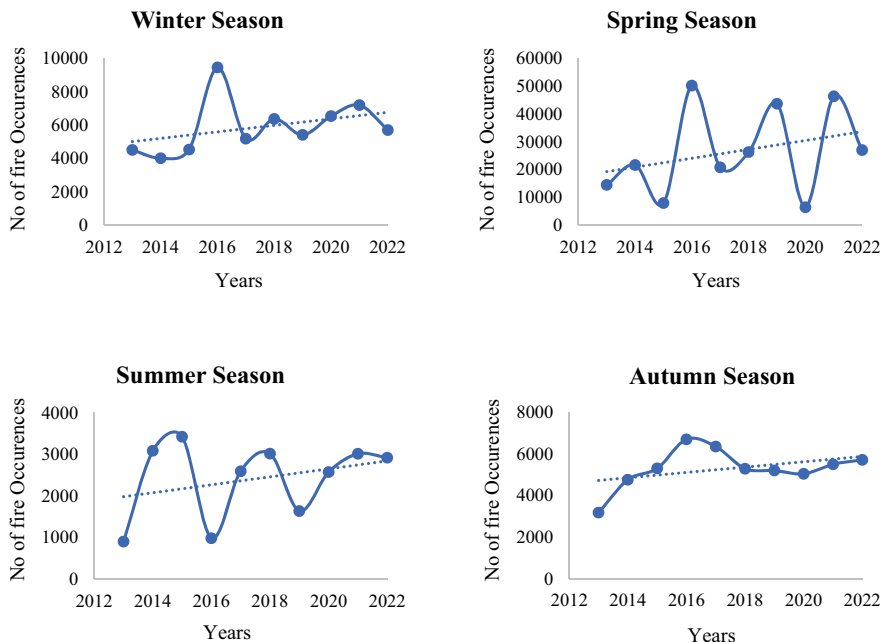 Winter Season
No of fire Occurences
10000
8000
6000
4000
2000
0
2012 2014 2016 2018 2020 2022
Years
Spring Season
No of fire Occurences
60000
50000
40000
30000
20000
10000
0
2012 2014 2016 2018 2020 2022
Years
Summer Season
No of fire Occurences
4000
3000
2000
1000
0
2012 2014 2016 2018 2020 2022
Years
Autumn Season
No of fire Occurences
8000
6000
4000
2000
0
2012 2014 2016 2018 2020 2022
Years